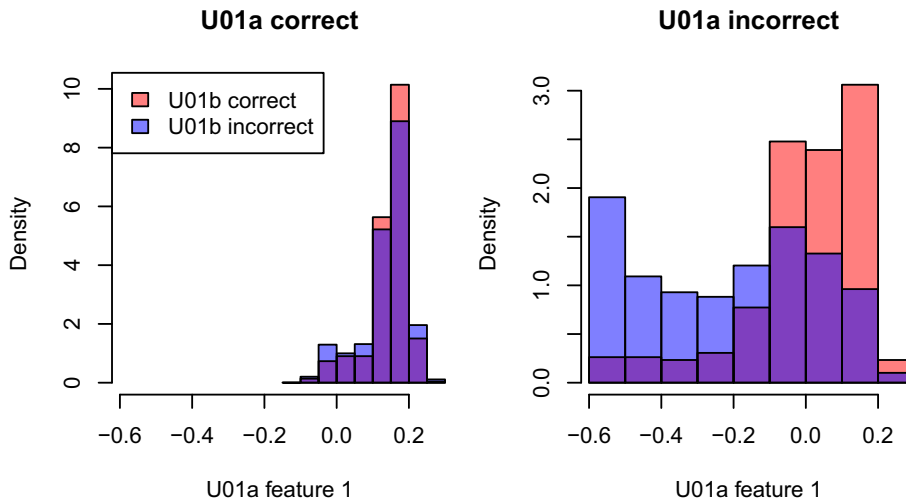 U01a correct
U01a incorrect
U01b correct
U01b incorrect
Density
0
2
4
6
8
10
−0.6
−0.4
−0.2
0.0
0.2
U01a feature 1
Density
0.0
1.0
2.0
3.0
−0.6
−0.4
−0.2
0.0
0.2
U01a feature 1